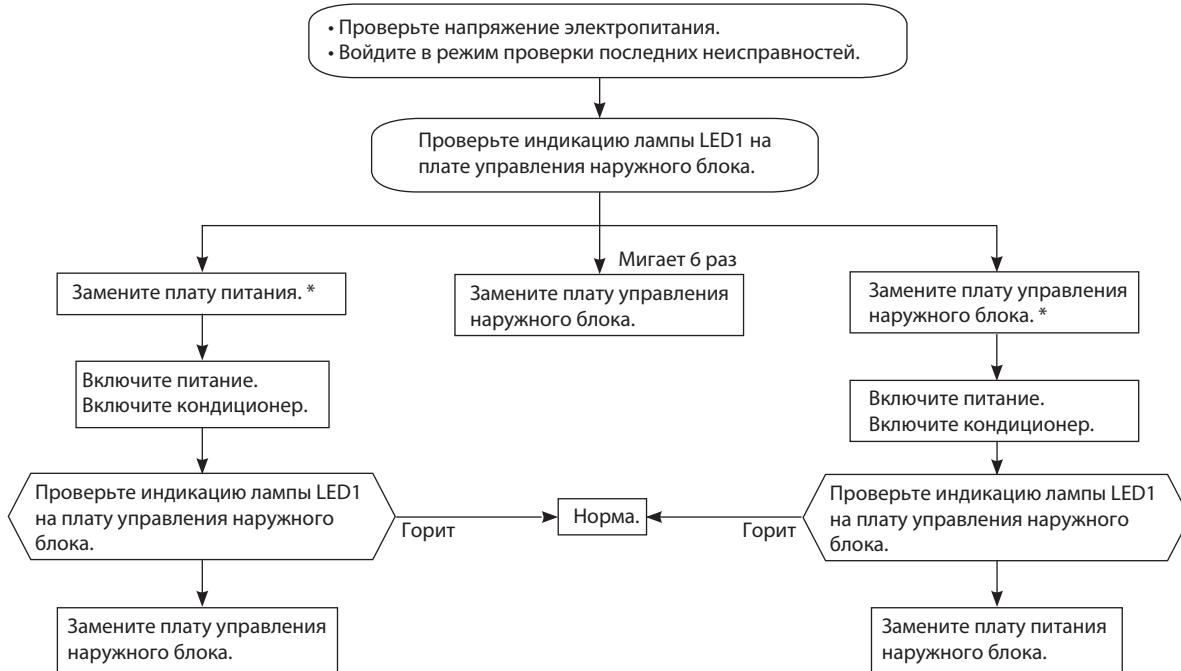 • Проверьте напряжение электропитания.
• Войдите в режим проверки последних неисправностей.
Проверьте индикацию лампы LED1 на
плате управления наружного блока.
Мигает 6 раз
Замените плату питания. *
Замените плату управления
наружного блока.
Замените плату управления
наружного блока. *
Включите питание.
Включите кондиционер.
Включите питание.
Включите кондиционер.
Проверьте индикацию лампы LED1
на плату управления наружного
блока.
Горит
Норма.
Горит
Проверьте индикацию лампы LED1
на плату управления наружного
блока.
Замените плату управления
наружного блока.
Замените плату питания
наружного блока.